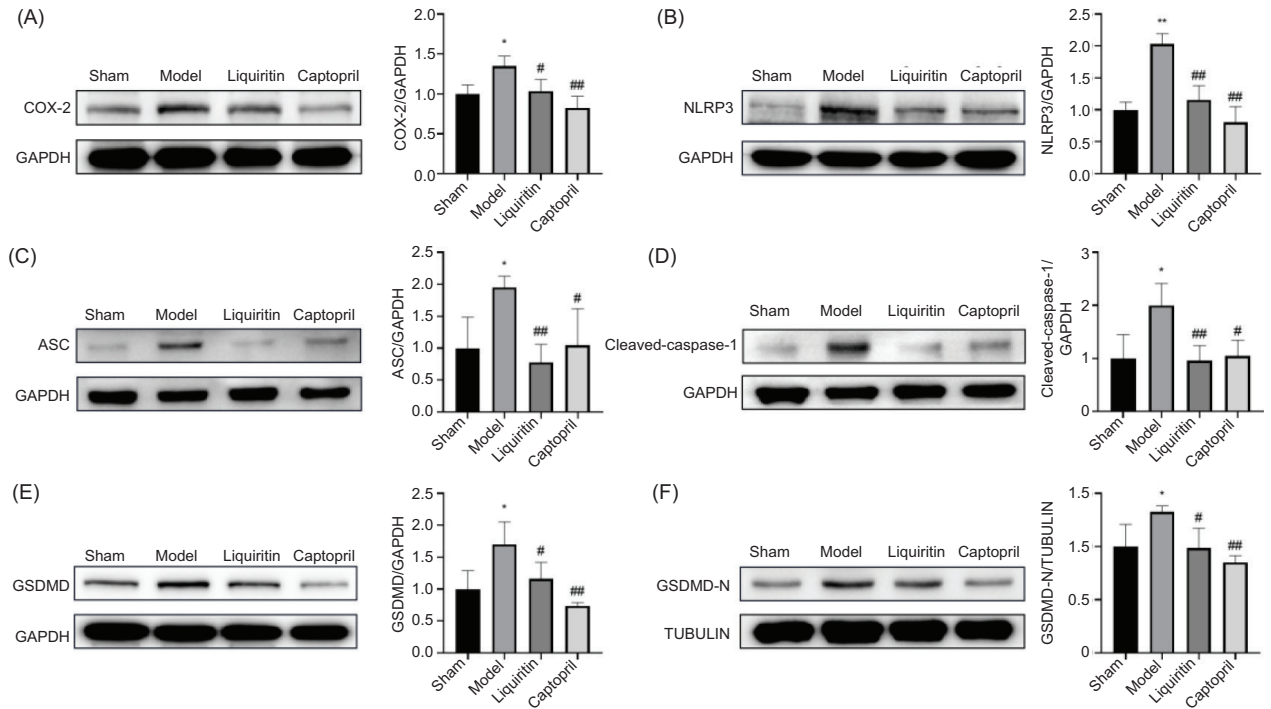 (A)
Sham Model Liquiritin Captopril
COX-2
GAPDH
COX-2/GAPDH
2.0
1.5
1.0
0.5
0.0
*
#
##
Sham
Model
Liquiritin
Captopril
(B)
Sham Model Liquiritin Captopril
NLRP3
GAPDH
NLRP3/GAPDH
2.5
2.0
1.5
1.0
0.5
0.0
**
##
##
Sham
Model
Liquiritin
Captopril
(C)
Sham Model Liquiritin Captopril
ASC
GAPDH
ASC/GAPDH
2.5
2.0
1.5
1.0
0.5
0.0
*
##
#
Sham
Model
Liquiritin
Captopril
(D)
Sham Model Liquiritin Captopril
Cleaved-caspase-1
GAPDH
Cleaved-caspase-1/
GAPDH
3
2
1
0
*
##
#
Sham
Model
Liquiritin
Captopril
(E)
Sham Model Liquiritin Captopril
GSDMD
GAPDH
GSDMD/GAPDH
2.5
2.0
1.5
1.0
0.5
0.0
*
#
##
Sham
Model
Liquiritin
Captopril
(F)
Sham Model Liquiritin Captopril
GSDMD-N
TUBULIN
GSDMD-N/TUBULIN
1.5
1.5
0.5
0
*
#
##
Sham
Model
Liquiritin
Captopril